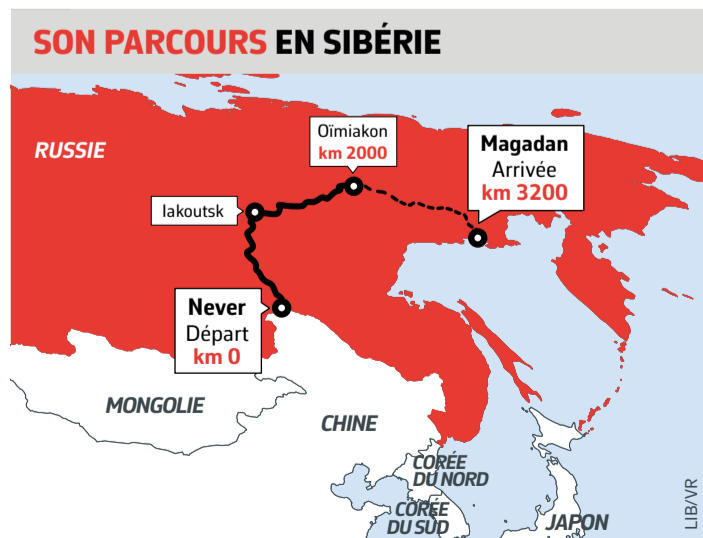 SON PARCOURS EN SIBÉRIE
RUSSIE
Oïmiakon
km 2000
Magadan
Arrivée
km 3200
Iakoutsk
Never
Départ
km 0
MONGOLIE
CHINE
CORÉE
DU NORD
CORÉE
DU SUD
JAPON
LIB/VR